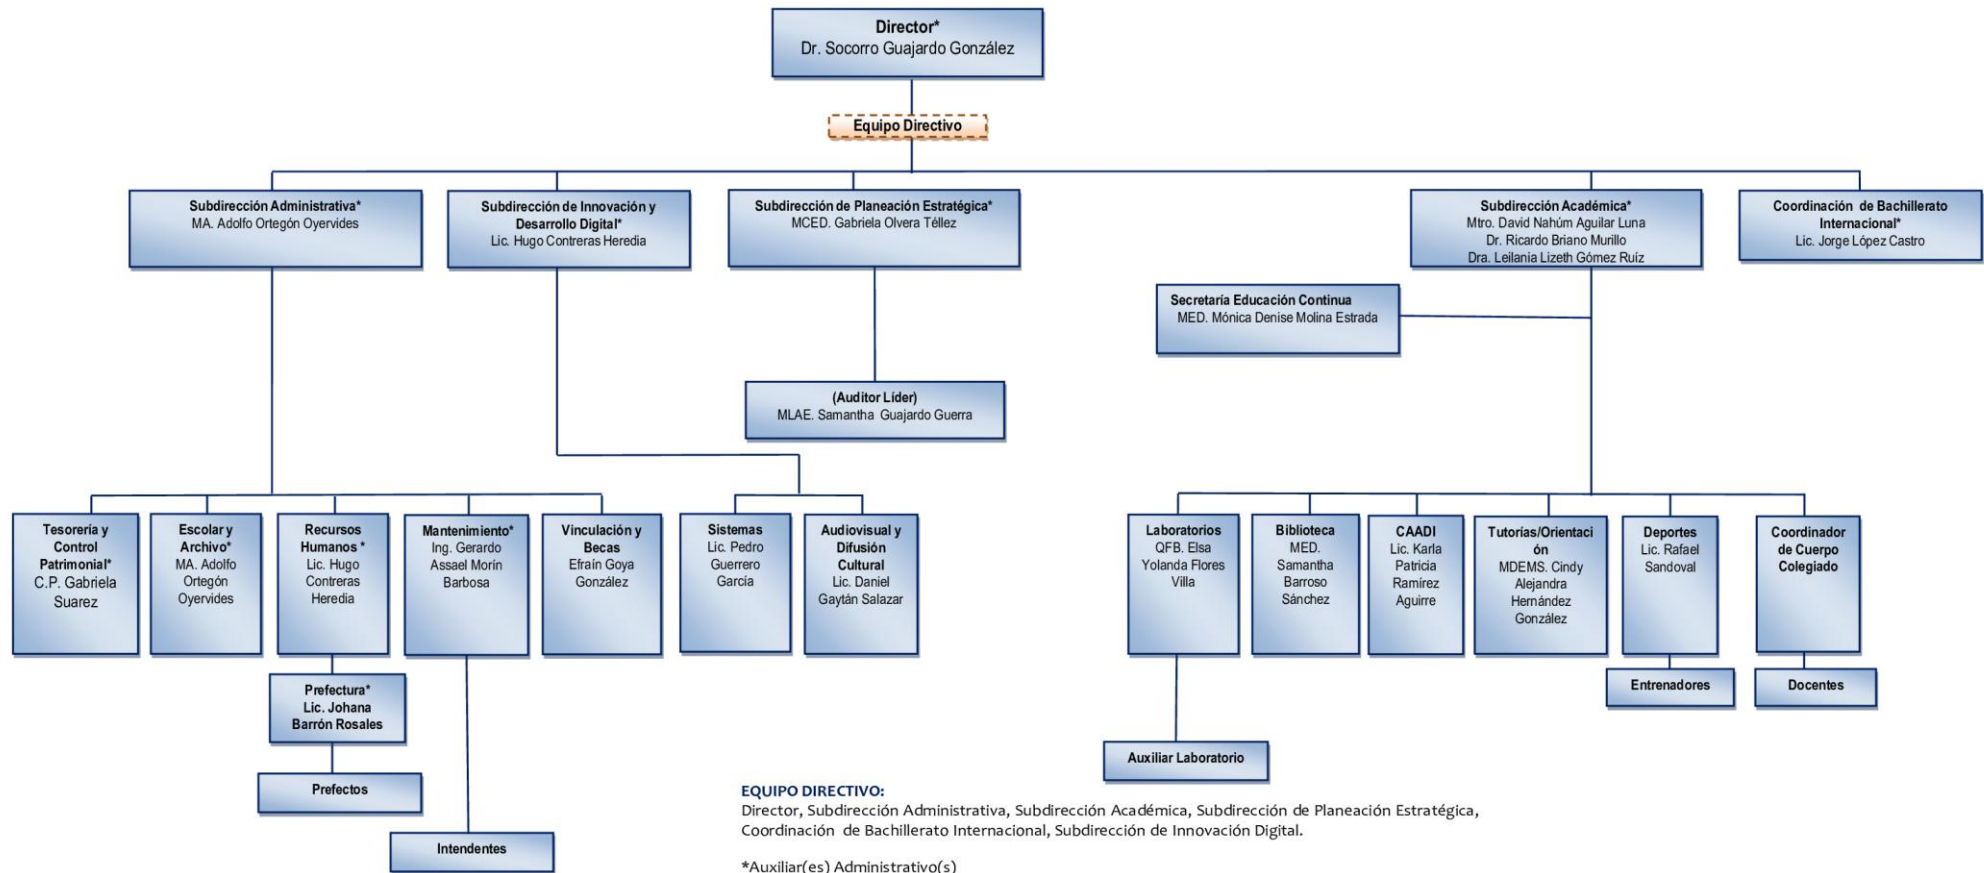 Director*
Dr. Socorro Guajardo González
Equipo Directivo
Subdirección Administrativa*
MA. Adolfo Ortegón Oyervides
Subdirección de Innovación y
Desarrollo Digital*
Lic. Hugo Contreras Heredia
Subdirección de Planeación Estratégica*
MCED. Gabriela Olvera Téllez
Subdirección Académica*
Mtro. David Nahúm Aguilar Luna
Dr. Ricardo Briano Murillo
Dra. Leilania Lizeth Gómez Ruíz
Coordinación de Bachillerato
Internacional*
Lic. Jorge López Castro
Secretaría Educación Continua
MED. Mónica Denise Molina Estrada
(Auditor Líder)
MLAE. Samantha Guajardo Guerra
Tesorería y
Control
Patrimonial*
C.P. Gabriela
Suarez
Escolar y
Archivo*
MA. Adolfo
Ortegón
Oyervides
Recursos
Humanos *
Lic. Hugo
Contreras
Heredia
Mantenimiento*
Ing. Gerardo
Assael Morín
Barbosa
Vinculación y
Becas
Efraín Goya
González
Sistemas
Lic. Pedro
Guerrero
García
Audiovisual y
Difusión
Cultural
Lic. Daniel
Gaytán Salazar
Laboratorios
QFB. Elsa
Yolanda Flores
Villa
Biblioteca
MED.
Samantha
Barroso
Sánchez
CAADI
Lic. Karla
Patricia
Ramírez
Aguirre
Tutorías/Orientaci
ón
MDEMS. Cindy
Alejandra
Hernández
González
Deportes
Lic. Rafael
Sandoval
Coordinador
de Cuerpo
Colegiado
Prefectura*
Lic. Johana
Barrón Rosales
Entrenadores
Docentes
Auxiliar Laboratorio
Prefectos
Intendentes
EQUIPO DIRECTIVO:
Director, Subdirección Administrativa, Subdirección Académica, Subdirección de Planeación Estratégica,
Coordinación de Bachillerato Internacional, Subdirección de Innovación Digital.
*Auxiliar(es) Administrativo(s)